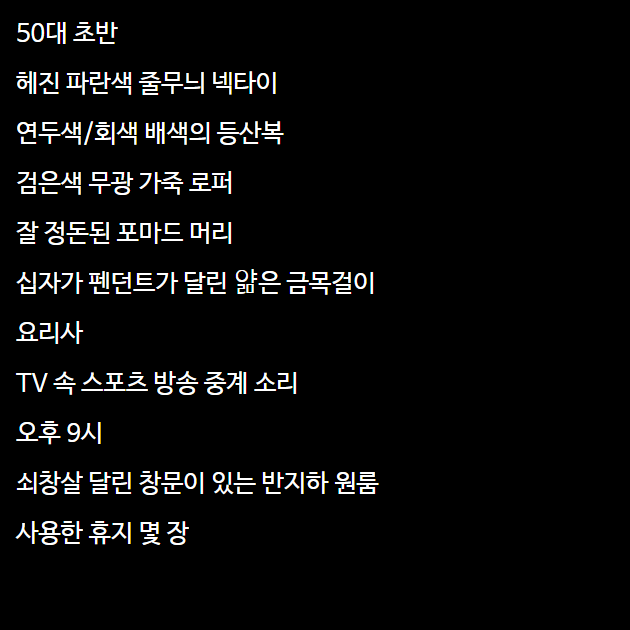 50대 초반
헤진 파란색 줄무늬 넥타이
연두색/회색 배색의 등산복
검은색 무광 가죽 로퍼
잘 정돈된 포마드 머리
십자가 펜던트가 달린 얇은 금목걸이
요리사
TV 속 스포츠 방송 중계 소리
오후 9시
쇠창살 달린 창문이 있는 반지하 원룸
사용한 휴지 몇 장